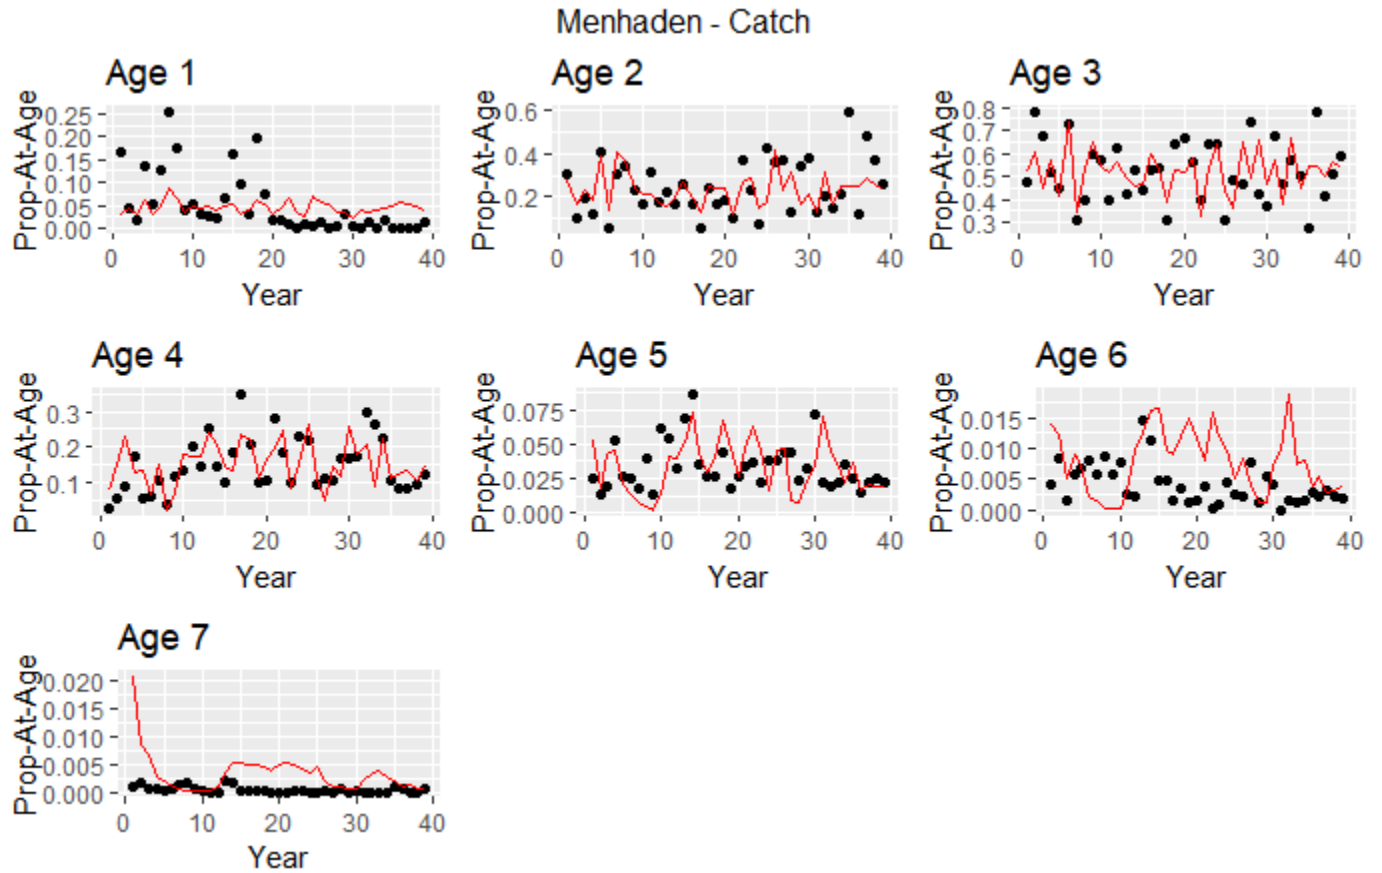 Menhaden - Catch
Age 1
Prop-At-Age
0.25
0.20
0.15
0.10
0.05
0.00
0 10 20 30 40
Year
Age 2
Prop-At-Age
0.6
0.4
0.2
0 10 20 30 40
Year
Age 3
Prop-At-Age
0.8
0.7
0.6
0.5
0.4
0.3
0 10 20 30 40
Year
Age 4
Prop-At-Age
0.3
0.2
0.1
0 10 20 30 40
Year
Age 5
Prop-At-Age
0.075
0.050
0.025
0.000
0 10 20 30 40
Year
Age 6
Prop-At-Age
0.015
0.010
0.005
0.000
0 10 20 30 40
Year
Age 7
Prop-At-Age
0.020
0.015
0.010
0.005
0.000
0 10 20 30 40
Year